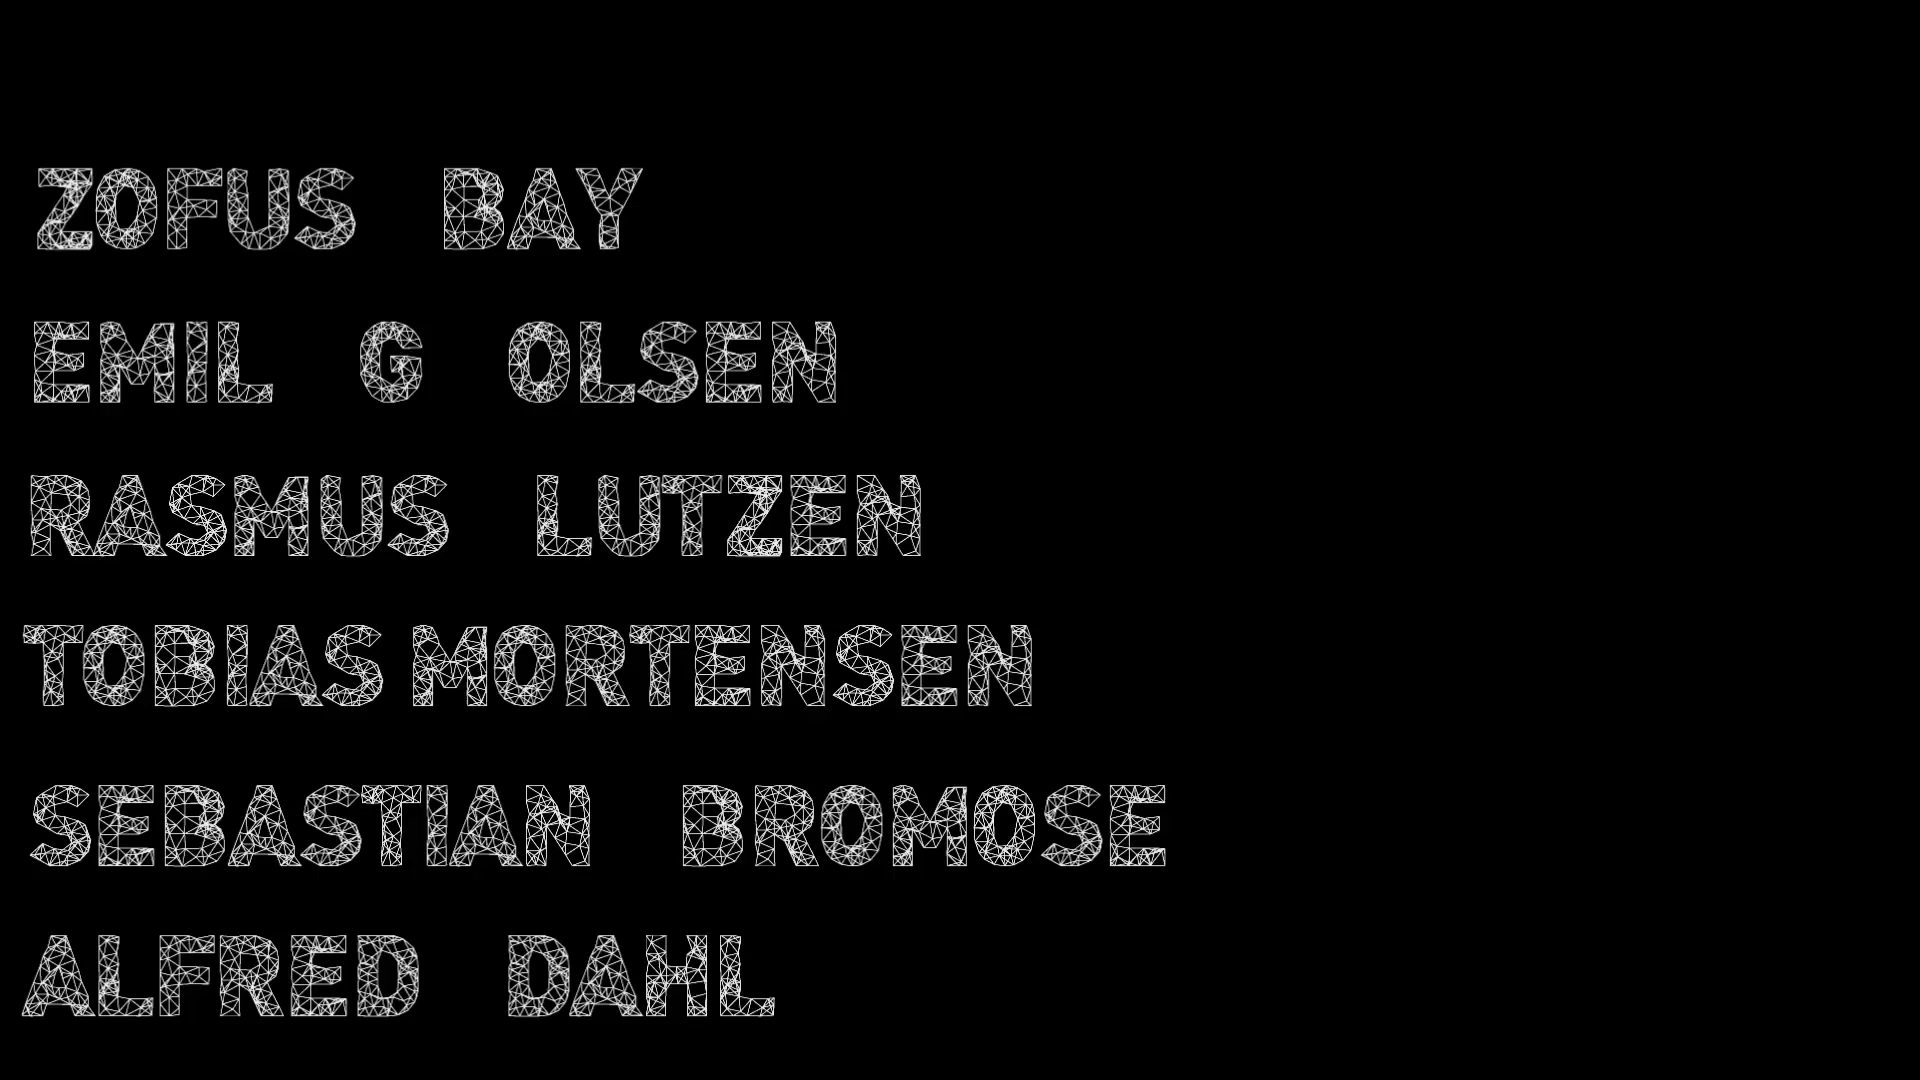 ZOFUS BAY
EMIL G OLSEN
RASMUS LUTZEN
TOBIAS MORTENSEN
SEBASTIAN BROMOSE
ALFRED DAHL